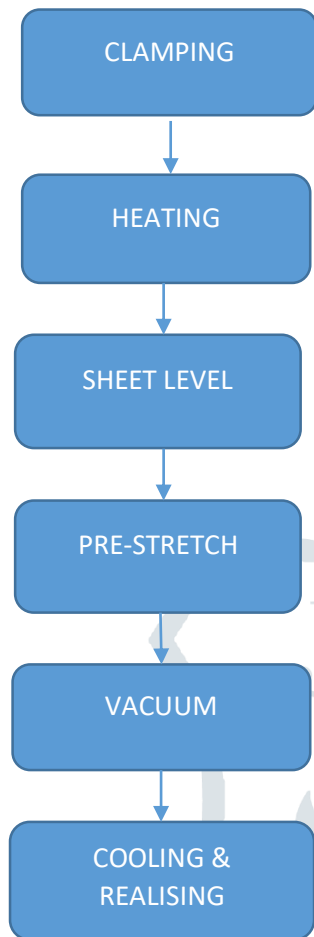 CLAMPING
HEATING
SHEET LEVEL
PRE-STRETCH
VACUUM
COOLING &
REALISING